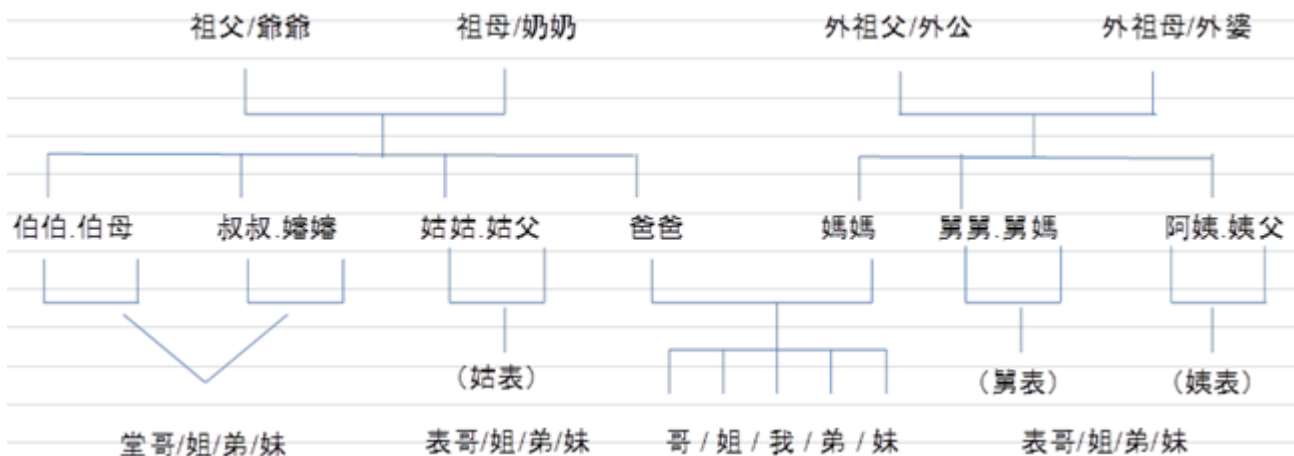 祖父/爺爺 祖母/奶奶 外祖父/外公 外祖母/外婆
伯伯.伯母 叔叔.嬸嬸 姑姑.姑父 爸爸 媽媽 舅舅.舅媽 阿姨.姨父
(姑表) (舅表) (姨表)
堂哥/姐/弟/妹 表哥/姐/弟/妹 哥 / 姐 / 我 / 弟 / 妹 表哥/姐/弟/妹